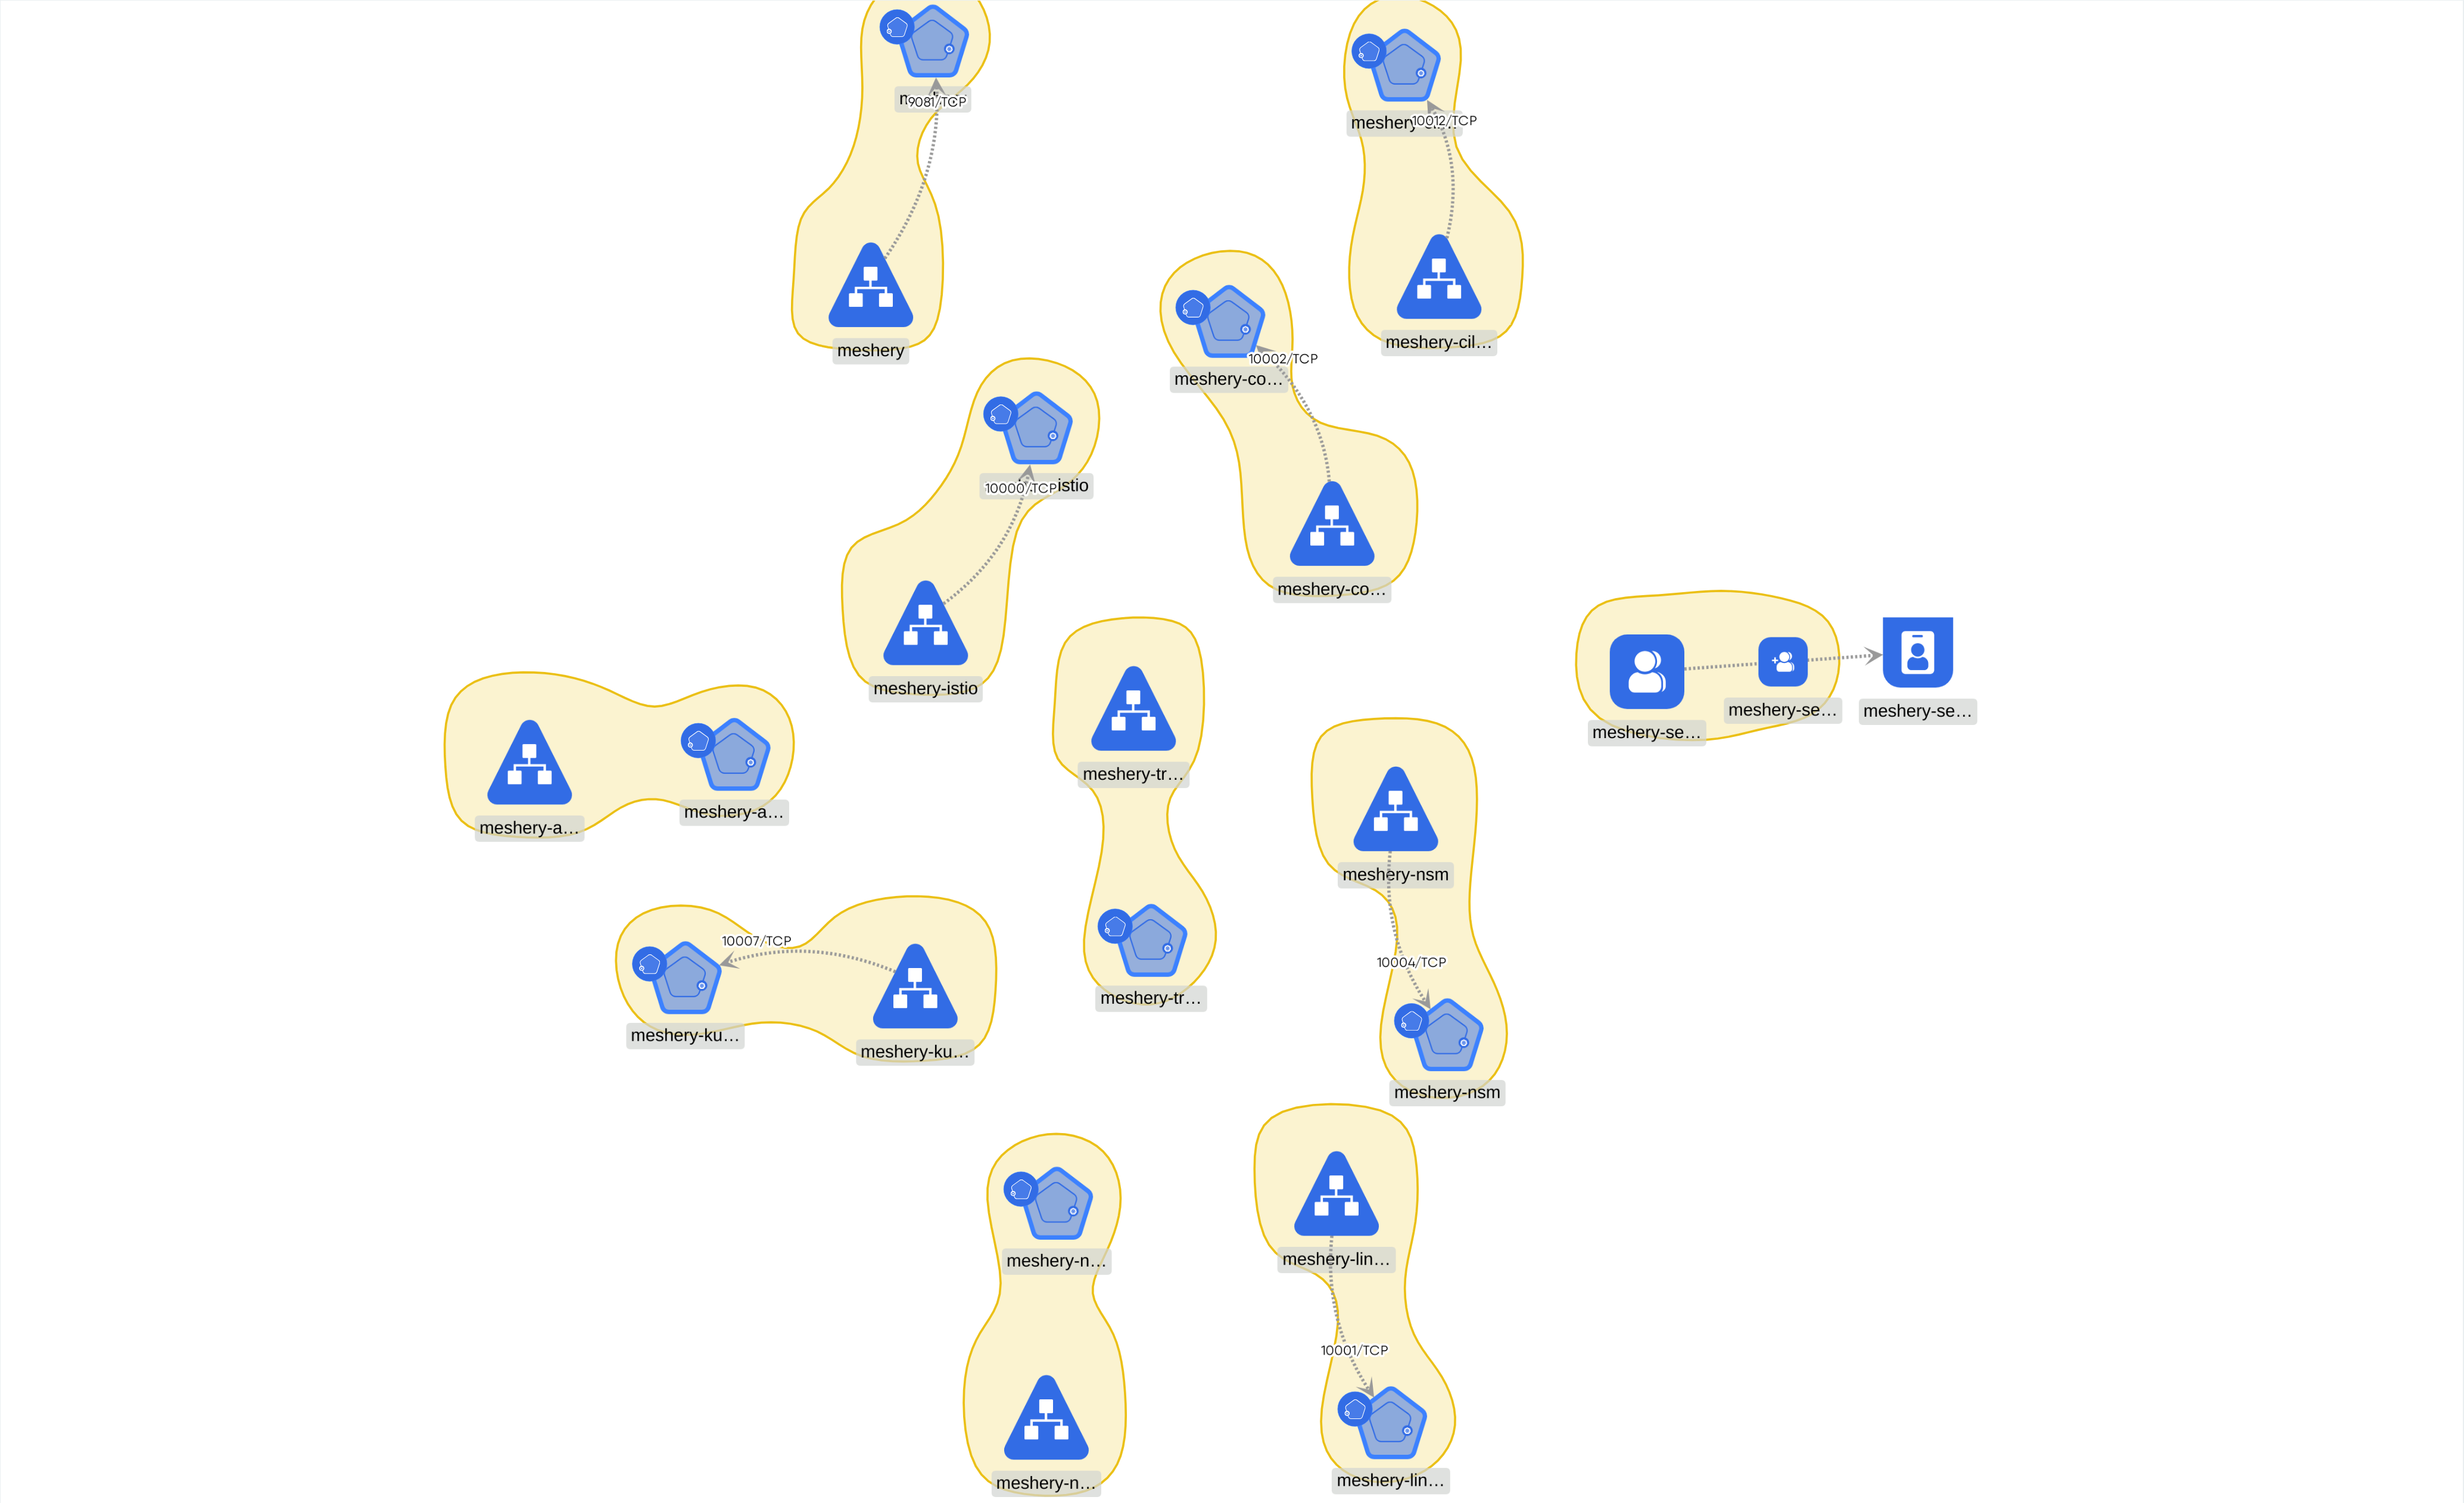 9081/TCP
10012/TCP
meshery
meshery-cil…
10002/TCP
meshery-co…
10000/TCP
istio
meshery-co…
meshery-istio
meshery-se…
meshery-se…
meshery-se…
meshery-tr…
meshery-a…
meshery-a…
meshery-nsm
10007/TCP
10004/TCP
meshery-tr…
meshery-ku…
meshery-ku…
meshery-nsm
meshery-n…
meshery-lin…
10001/TCP
meshery-n…
meshery-lin…